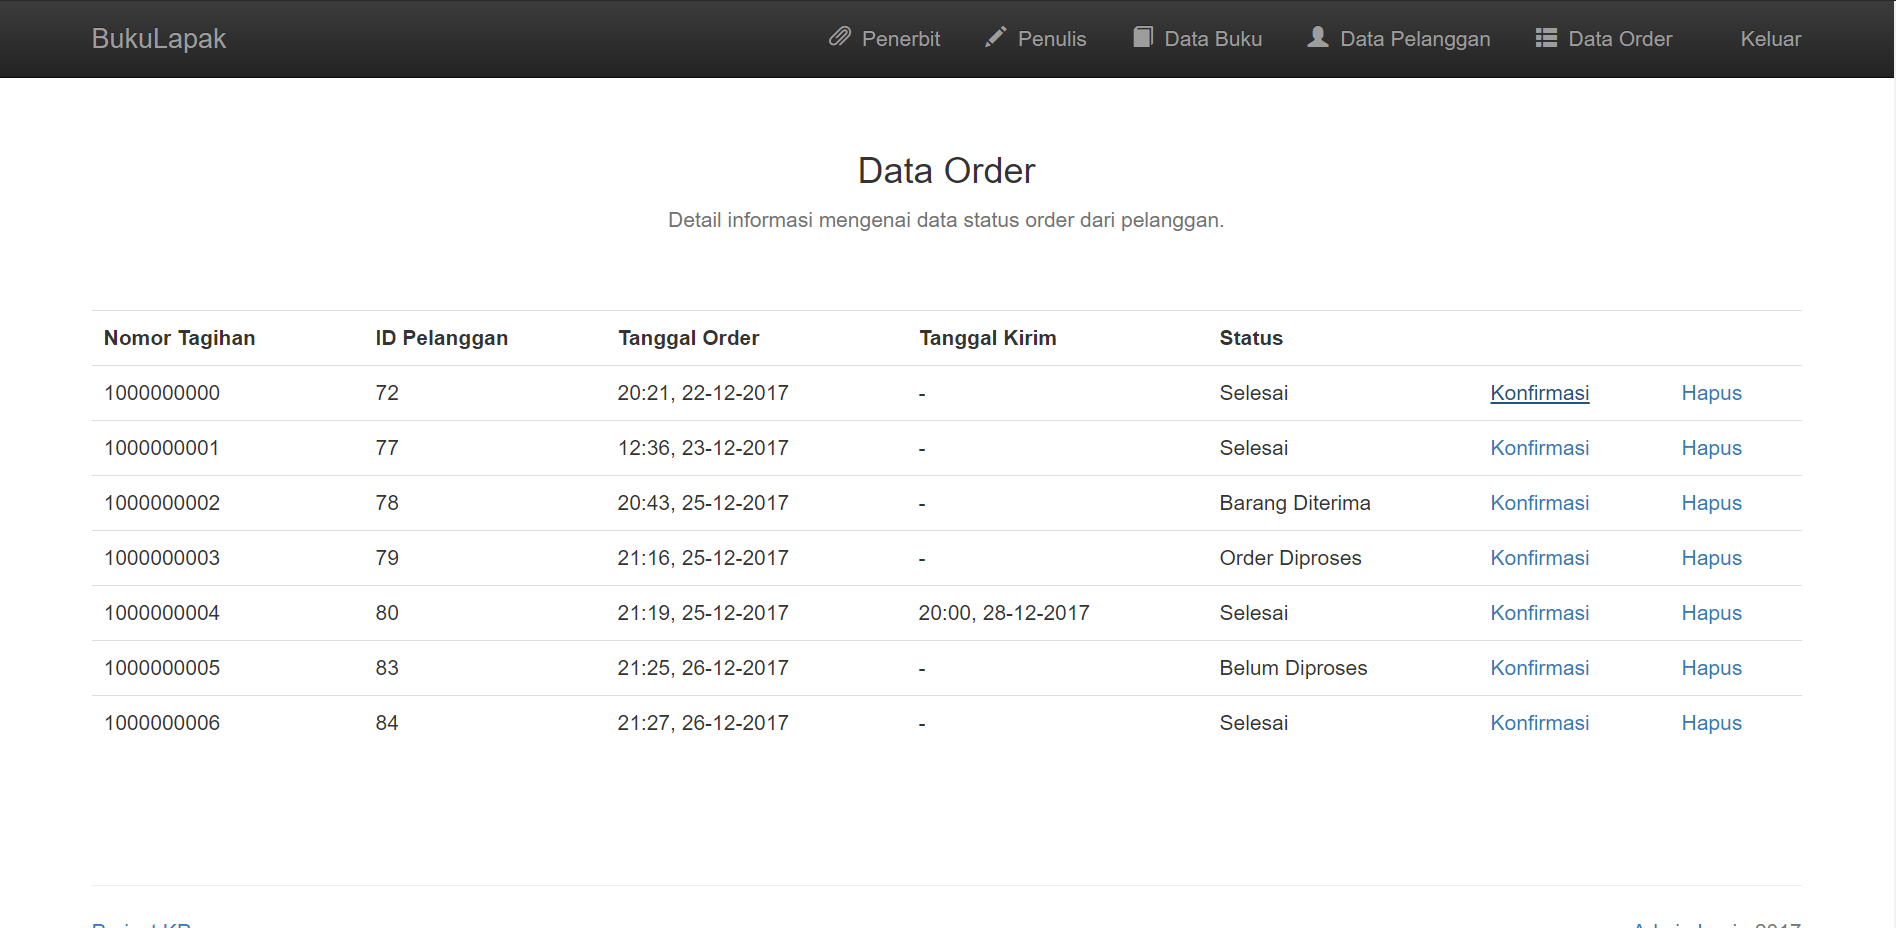 BukuLapak Penerbit Penulis Data Buku Data Pelanggan Data Order Keluar
Data Order
Detail informasi mengenai data status order dari pelanggan.
Nomor Tagihan ID Pelanggan Tanggal Order Tanggal Kirim Status
1000000000 72 20:21, 22-12-2017 - Selesai Konfirmasi Hapus
1000000001 77 12:36, 23-12-2017 - Selesai Konfirmasi Hapus
1000000002 78 20:43, 25-12-2017 - Barang Diterima Konfirmasi Hapus
1000000003 79 21:16, 25-12-2017 - Order Diproses Konfirmasi Hapus
1000000004 80 21:19, 25-12-2017 20:00, 28-12-2017 Selesai Konfirmasi Hapus
1000000005 83 21:25, 26-12-2017 - Belum Diproses Konfirmasi Hapus
1000000006 84 21:27, 26-12-2017 - Selesai Konfirmasi Hapus